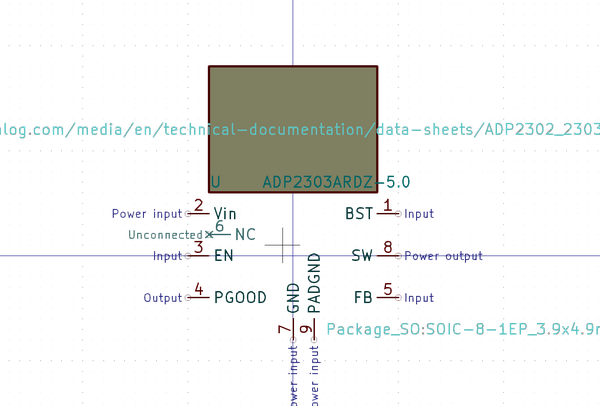 alog.com/media/en/technical-documentation/data-sheets/ADP2302_2303
U ADP2303ARDZ-5.0
Power input 2 Vin BST 1 Input
Unconnected 6 NC
Input 3 EN SW 8 Power output
Output 4 PGOOD FB 5 Input
GND PADGND
7 9
Package_SO:SOIC-8-1EP_3.9x4.9m
ower input ower input